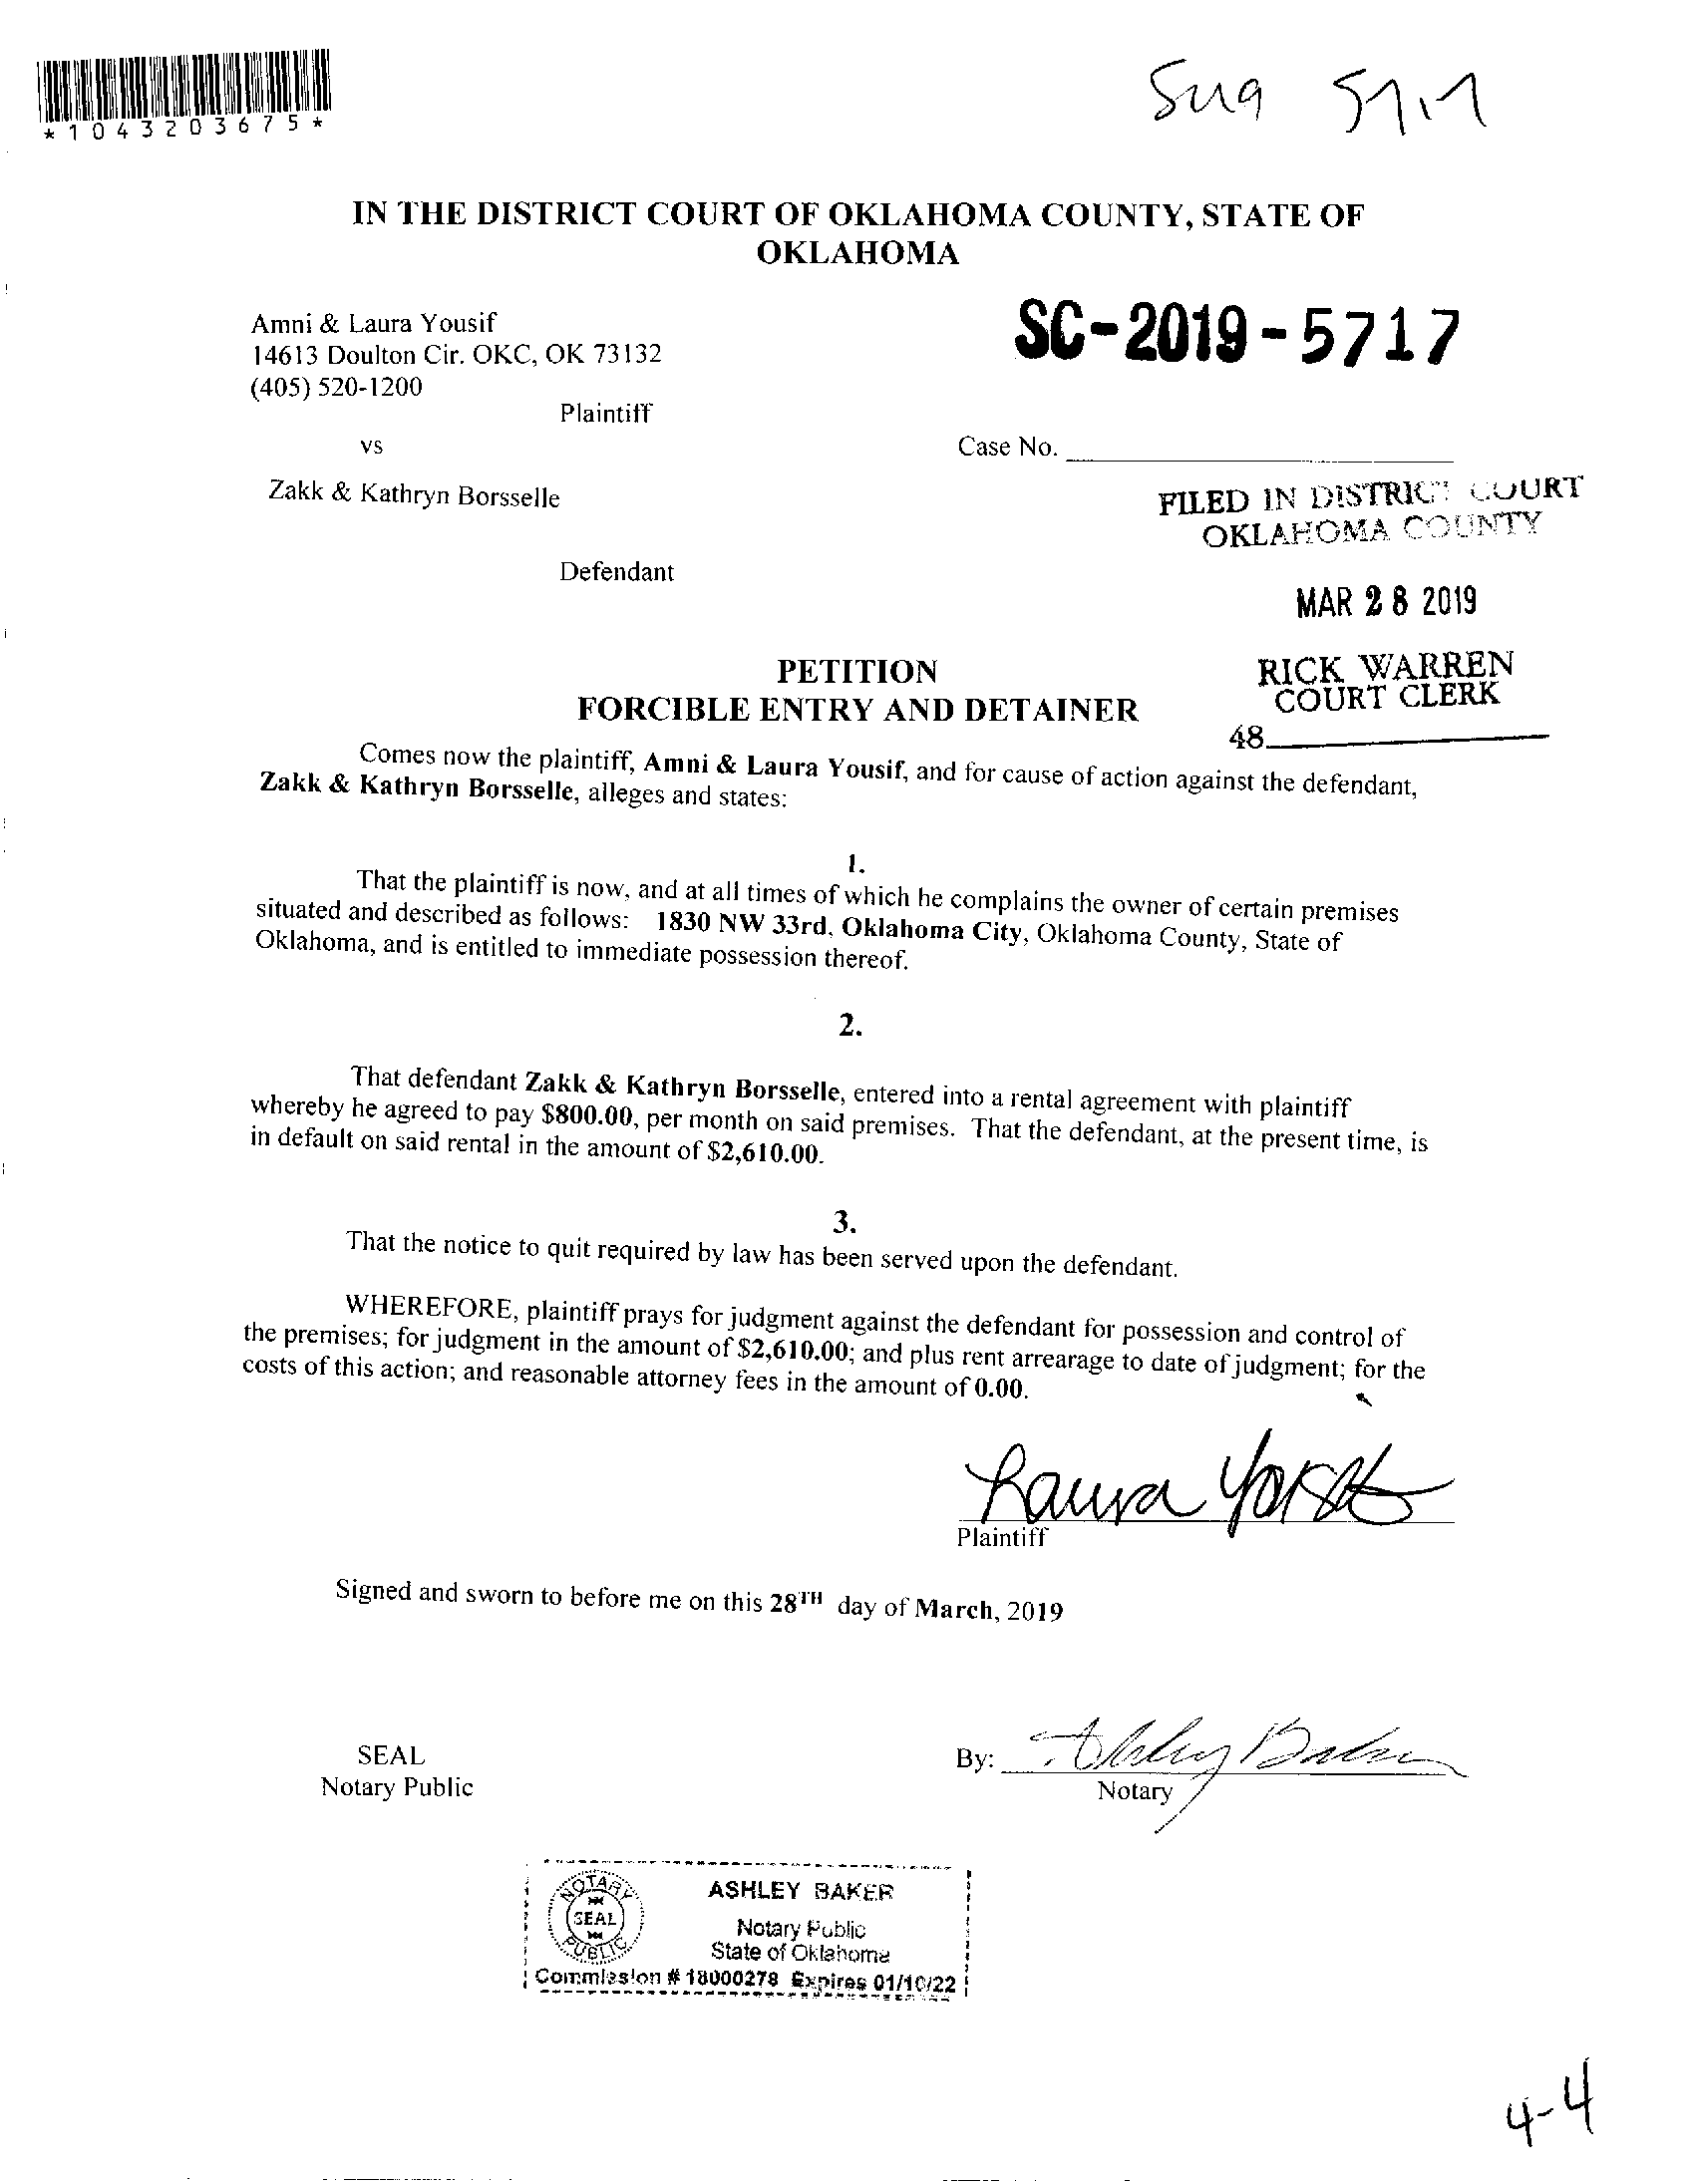 *1043203675*
IN THE DISTRICT COURT OF OKLAHOMA COUNTY, STATE OF
OKLAHOMA
Amni & Laura Yousif
14613 Doulton Cir. OKC, OK 73132
(405) 520-1200
Plaintiff
SC-2019-5717
vs
Case No.
Zakk & Kathryn Borsselle
FILED IN DISTRICT COURT
OKLAHOMA COUNTY
Defendant
MAR 28 2019
RICK WARREN
COURT CLERK
48
PETITION
FORCIBLE ENTRY AND DETAINER
Comes now the plaintiff, Amni & Laura Yousif, and for cause of action against the defendant,
Zakk & Kathryn Borsselle, alleges and states:
1.
That the plaintiff is now, and at all times of which he complains the owner of certain premises
situated and described as follows: 1830 NW 33rd, Oklahoma City, Oklahoma County, State of
Oklahoma, and is entitled to immediate possession thereof.
2.
That defendant Zakk & Kathryn Borsselle, entered into a rental agreement with plaintiff
whereby he agreed to pay $800.00, per month on said premises. That the defendant, at the present time, is
in default on said rental in the amount of $2,610.00.
3.
That the notice to quit required by law has been served upon the defendant.
WHEREFORE, plaintiff prays for judgment against the defendant for possession and control of
the premises; for judgment in the amount of $2,610.00; and plus rent arrearage to date of judgment; for the
costs of this action; and reasonable attorney fees in the amount of 0.00.
Laura
Plaintiff
Signed and sworn to before me on this 28TH day of March, 2019
SEAL
Notary Public
By: Ashley Baker
Notary
NOTARY
SEAL
PUBLIC
ASHLEY BAKER
Notary Public
State of Oklahoma
Commission # 18000278 Expires 01/10/22
4-4